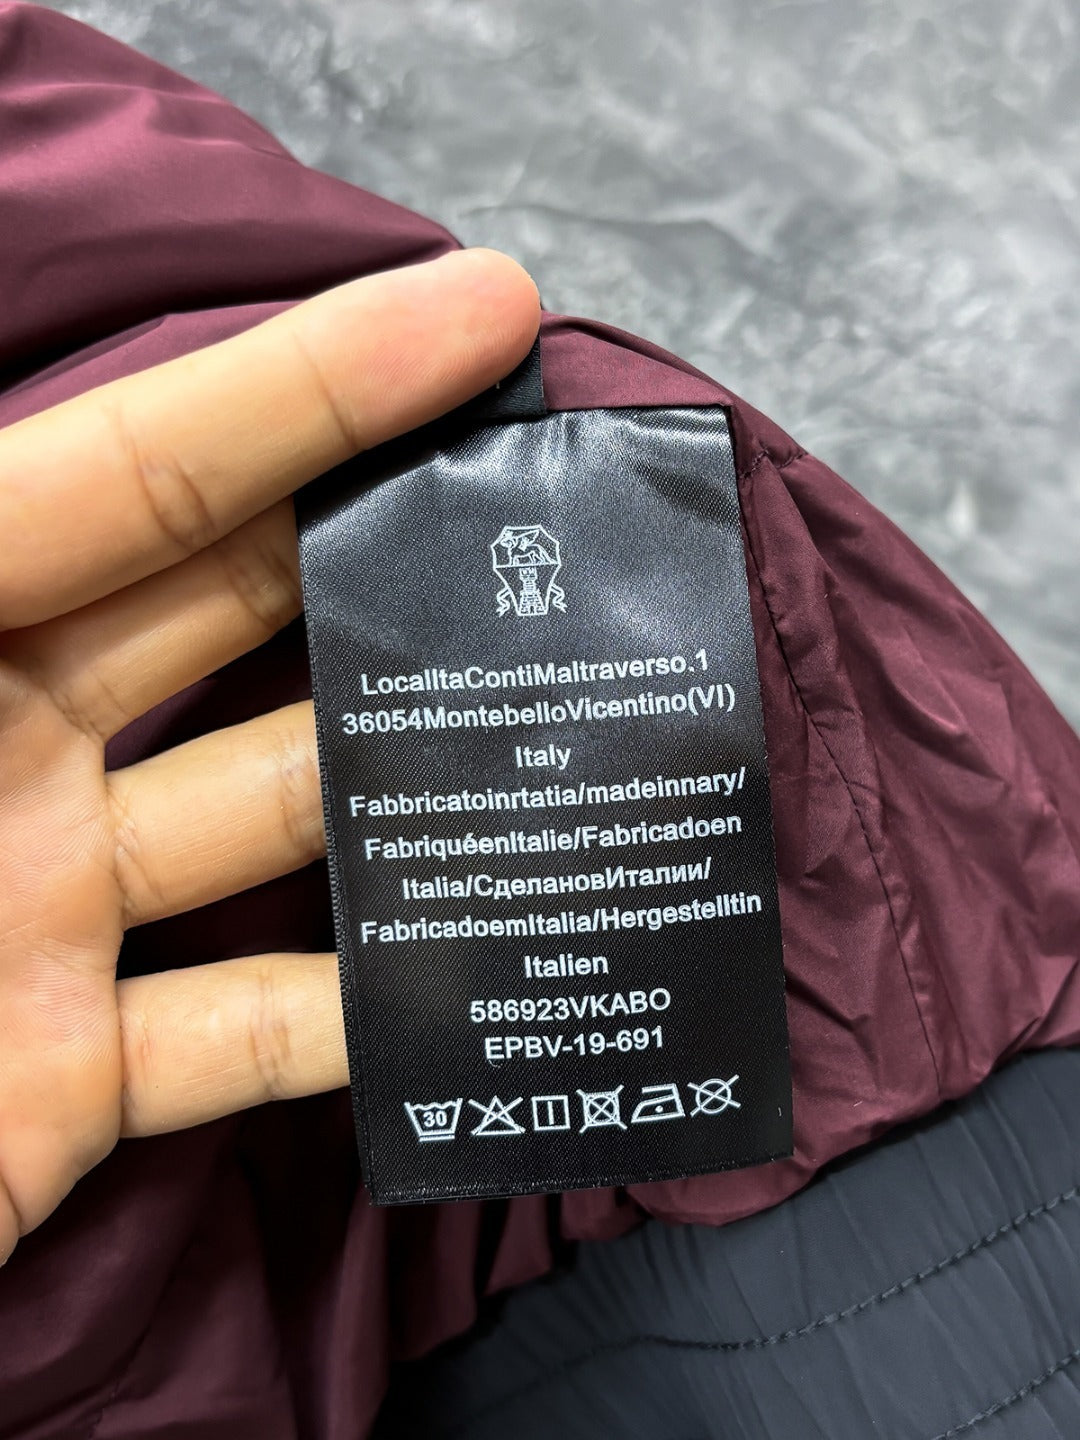 LocalItaContiMaltraverso.1
36054MontebelloVicentino(VI)
Italy
Fabbricatoinrtatia/madeinnary/
FabriquéenItalie/Fabricadoen
Italia/СделановИталии/
FabricadoemItalia/Hergestelltin
Italien
586923VKABO
EPBV-19-691
30